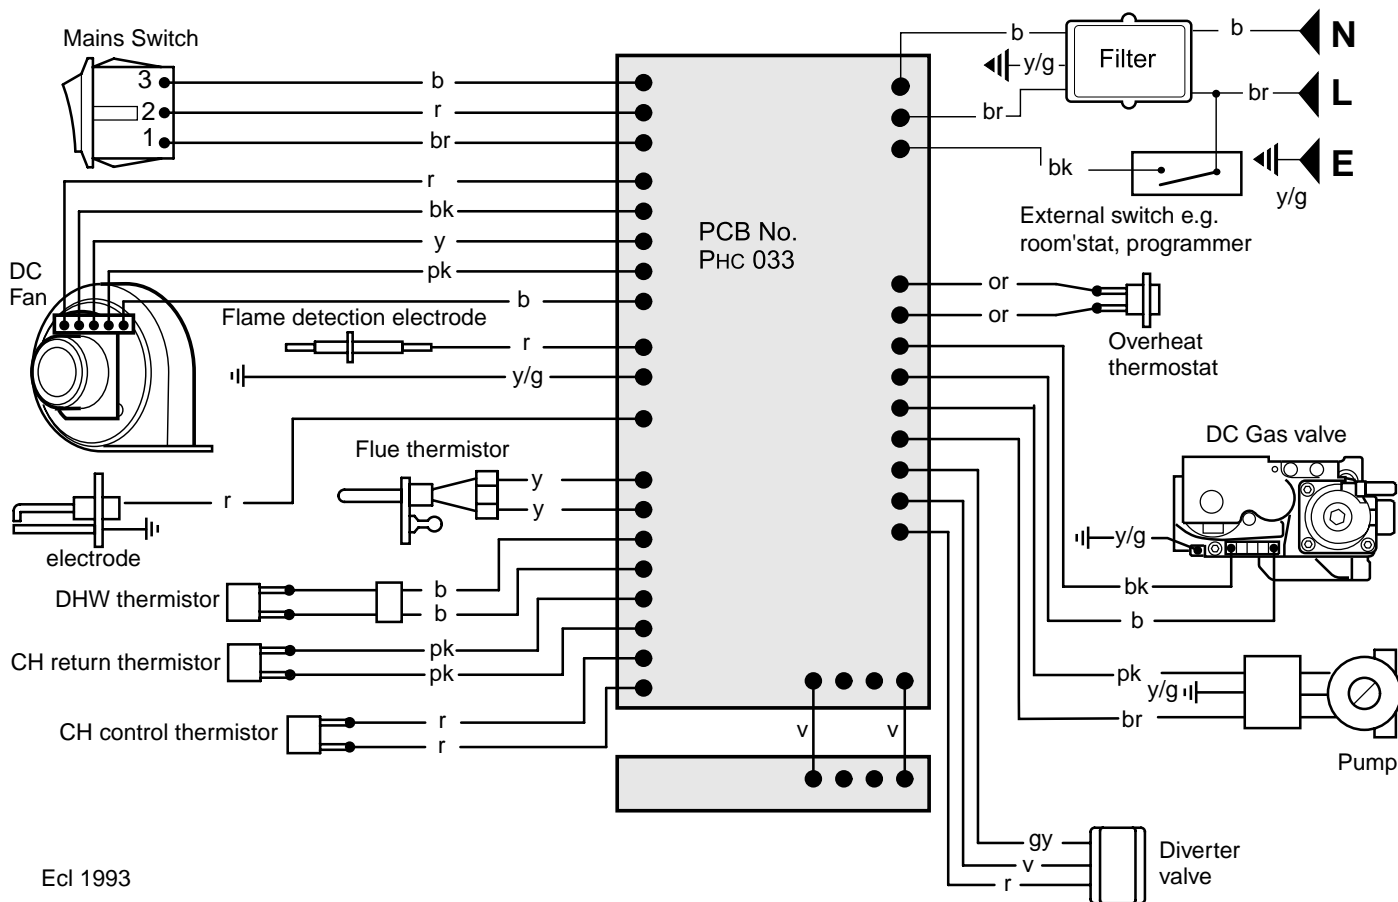 Mains Switch
3
2
1
b
r
br
r
bk
y
pk
b
DC
Fan
Flame detection electrode
r
y/g
Flue thermistor
y
y
r
electrode
DHW thermistor
b
b
CH return thermistor
pk
pk
CH control thermistor
r
r
PCB No.
PHC 033
v
v
b
y/g
br
Filter
b
N
br
L
E
y/g
bk
External switch e.g.
room'stat, programmer
or
or
Overheat
thermostat
DC Gas valve
y/g
bk
b
pk
y/g
br
Pump
gy
v
r
Diverter
valve
Ecl 1993